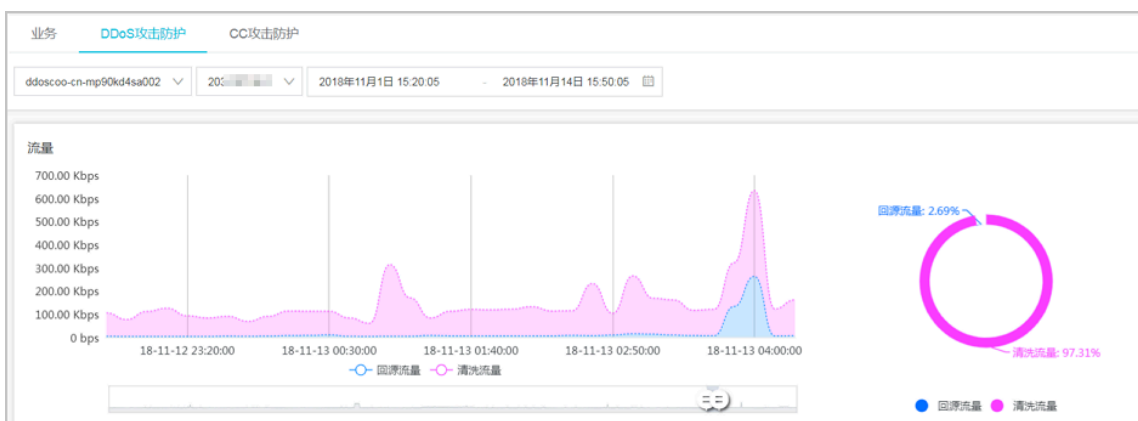 业务 DDoS攻击防护 CC攻击防护
ddoscoo-cn-mp90kd4sa002 2018年11月1日 15:20:05 - 2018年11月14日 15:50:05
流量
700.00 Kbps
600.00 Kbps
500.00 Kbps
400.00 Kbps
300.00 Kbps
200.00 Kbps
100.00 Kbps
0 bps
18-11-12 23:20:00 18-11-13 00:30:00 18-11-13 01:40:00 18-11-13 02:50:00 18-11-13 04:00:00
回源流量 清洗流量
回源流量: 2.69%
清洗流量: 97.31%
回源流量 清洗流量